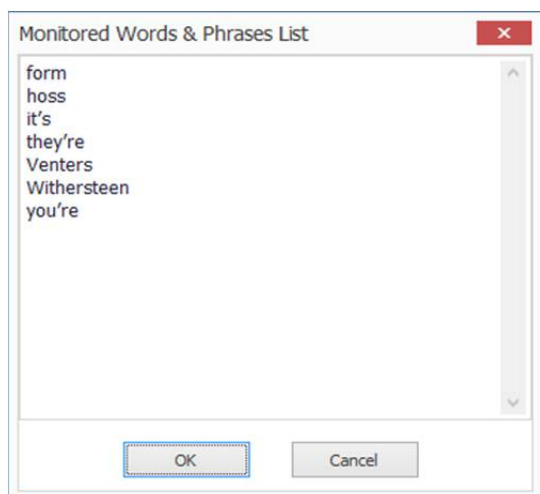 Monitored Words & Phrases List
form
hoss
it's
they’re
Venters
Withersteen
you’re
OK
Cancel